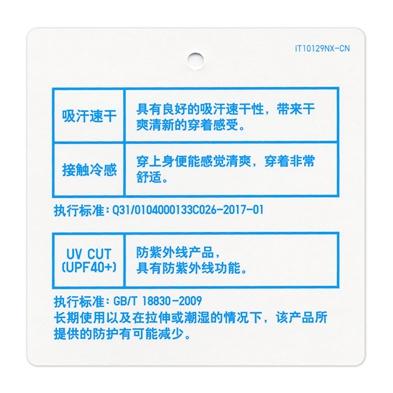 IT10129NX-CN
吸汗速干
具有良好的吸汗速干性，带来干
爽清新的穿着感受。
接触冷感
穿上身便能感觉清爽，穿着非常
舒适。
执行标准：Q31/0104000133C026-2017-01
UV CUT
(UPF40+)
防紫外线产品，
具有防紫外线功能。
执行标准：GB/T 18830-2009
长期使用以及在拉伸或潮湿的情况下，该产品所
提供的防护有可能减少。